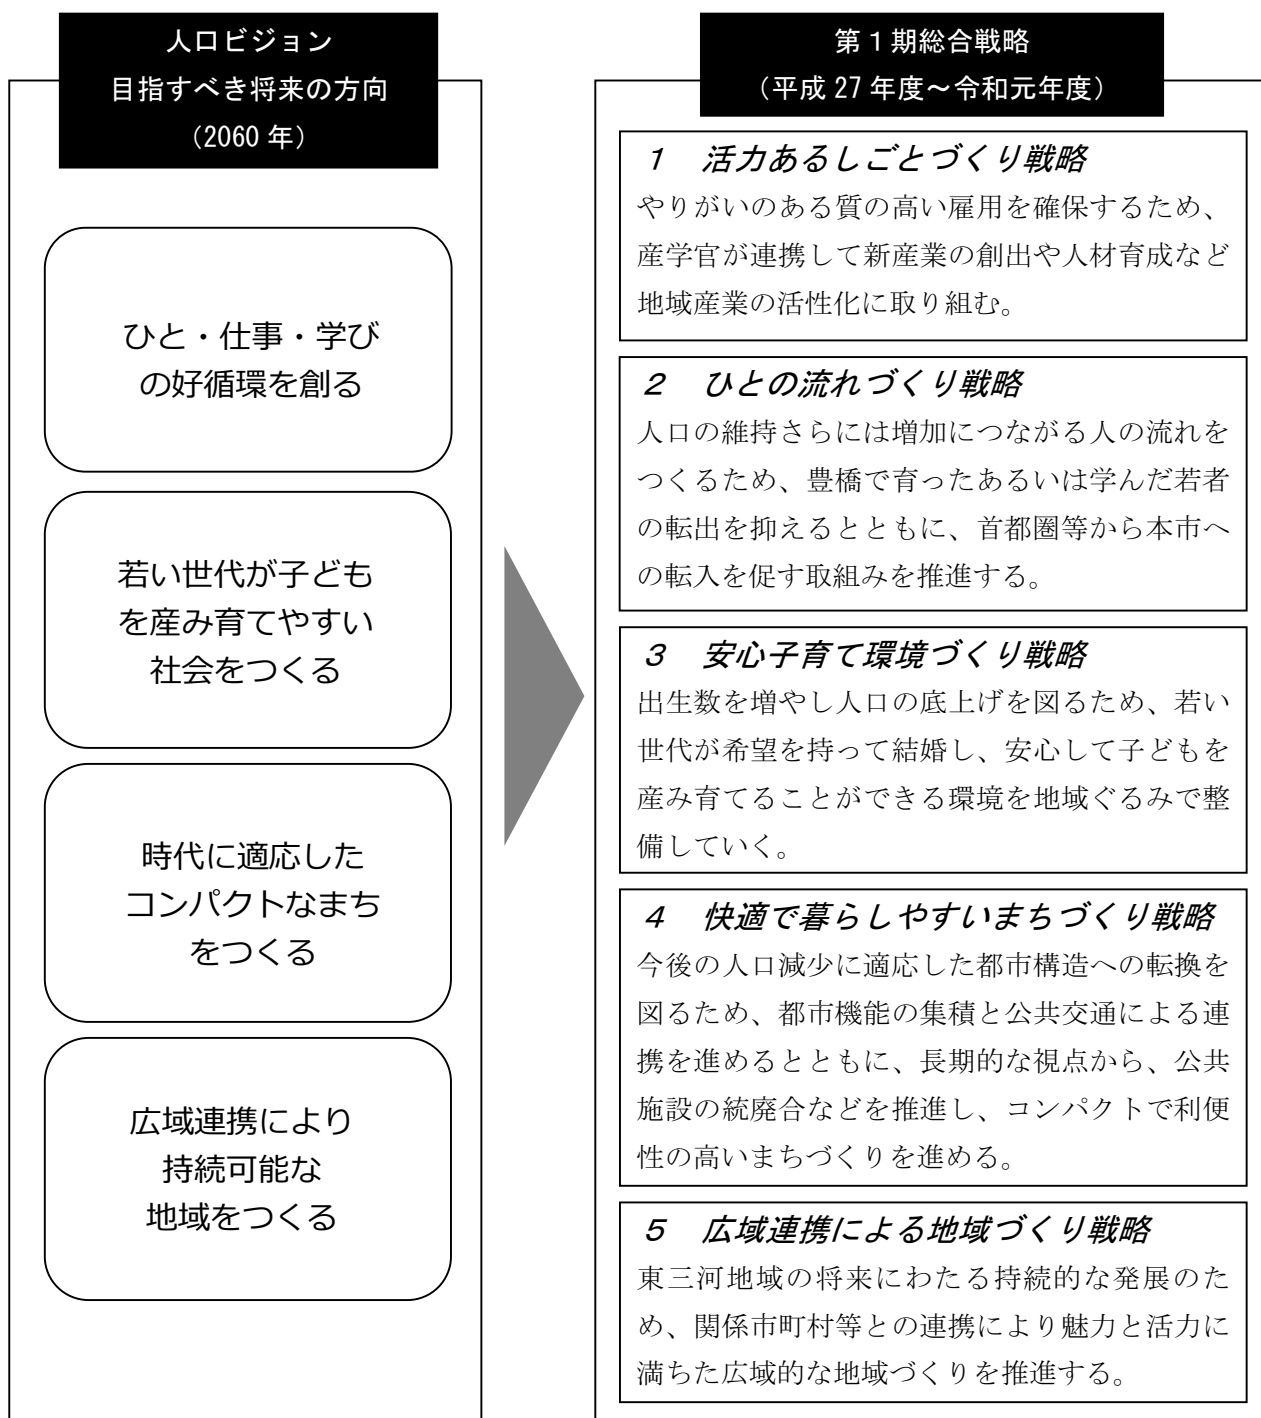 人口ビジョン
目指すべき将来の方向
（2060 年）
ひと・仕事・学び
の好循環を創る
若い世代が子ども
を産み育てやすい
社会をつくる
時代に適応した
コンパクトなまち
をつくる
広域連携により
持続可能な
地域をつくる
第１期総合戦略
（平成 27 年度～令和元年度）
１　活力あるしごとづくり戦略
やりがいのある質の高い雇用を確保するため、
産学官が連携して新産業の創出や人材育成など
地域産業の活性化に取り組む。
２　ひとの流れづくり戦略
人口の維持さらには増加につながる人の流れを
つくるため、豊橋で育ったあるいは学んだ若者
の転出を抑えるとともに、首都圏等から本市へ
の転入を促す取組みを推進する。
３　安心子育て環境づくり戦略
出生数を増やし人口の底上げを図るため、若い
世代が希望を持って結婚し、安心して子どもを
産み育てることができる環境を地域ぐるみで整
備していく。
４　快適で暮らしやすいまちづくり戦略
今後の人口減少に適応した都市構造への転換を
図るため、都市機能の集積と公共交通による連
携を進めるとともに、長期的な視点から、公共
施設の統廃合などを推進し、コンパクトで利便
性の高いまちづくりを進める。
５　広域連携による地域づくり戦略
東三河地域の将来にわたる持続的な発展のた
め、関係市町村等との連携により魅力と活力に
満ちた広域的な地域づくりを推進する。